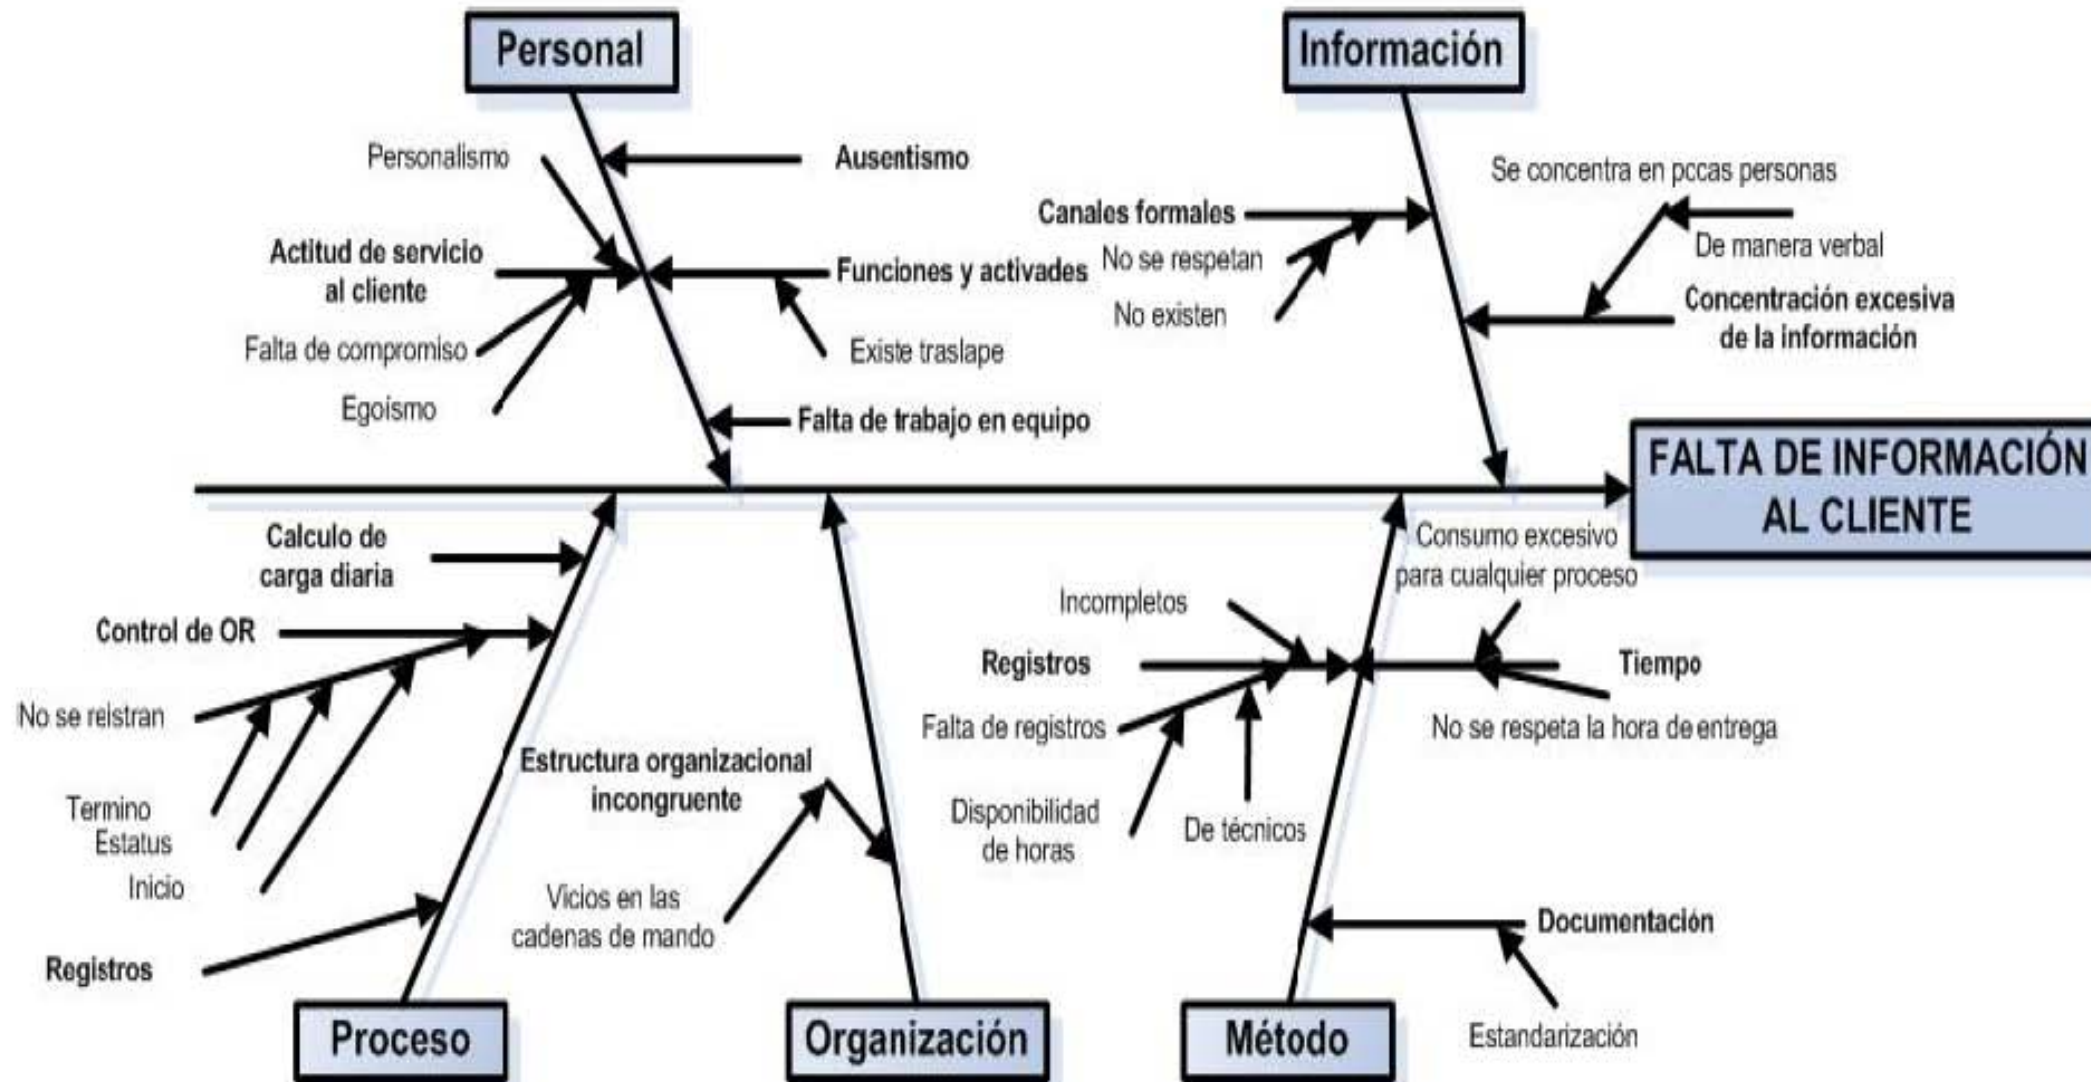 Personal
Información
Personalismo
Ausentismo
Se concentra en pccas personas
Canales formales
De manera verbal
Actitud de servicio
al cliente
Funciones y activades
No se respetan
Concentración excesiva
de la información
No existen
Falta de compromiso
Existe traslape
Egoísmo
Falta de trabajo en equipo
FALTA DE INFORMACIÓN
AL CLIENTE
Calculo de
carga diaria
Consumo excesivo
para cualquier proceso
Incompletos
Control de OR
Registros
Tiempo
No se reistran
Falta de registros
No se respeta la hora de entrega
Estructura organizacional
incongruente
Termino
Estatus
Inicio
Disponibilidad
de horas
De técnicos
Vicios en las
cadenas de mando
Documentación
Registros
Estandarización
Proceso
Organización
Método